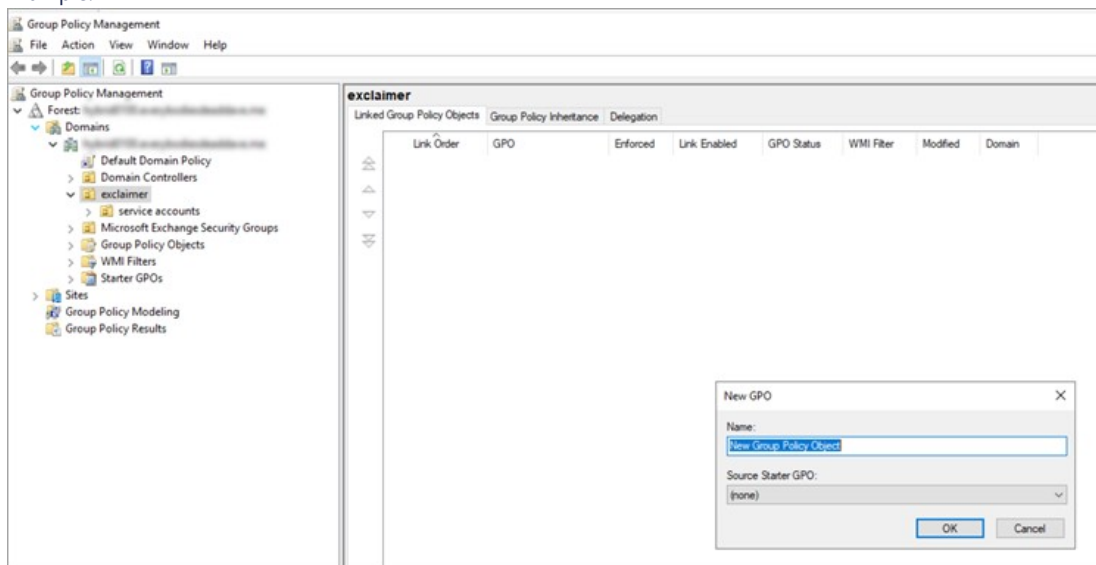 Group Policy Management
File Action View Window Help
Group Policy Management
Forest:
Domains
Default Domain Policy
Domain Controllers
exclaimer
service accounts
Microsoft Exchange Security Groups
Group Policy Objects
WMI Filters
Starter GPOs
Sites
Group Policy Modeling
Group Policy Results
exclaimer
Linked Group Policy Objects Group Policy Inheritance Delegation
Link Order GPO Enforced Link Enabled GPO Status WMI Filter Modified Domain
New GPO
Name:
New Group Policy Object
Source Starter GPO:
(none)
OK Cancel